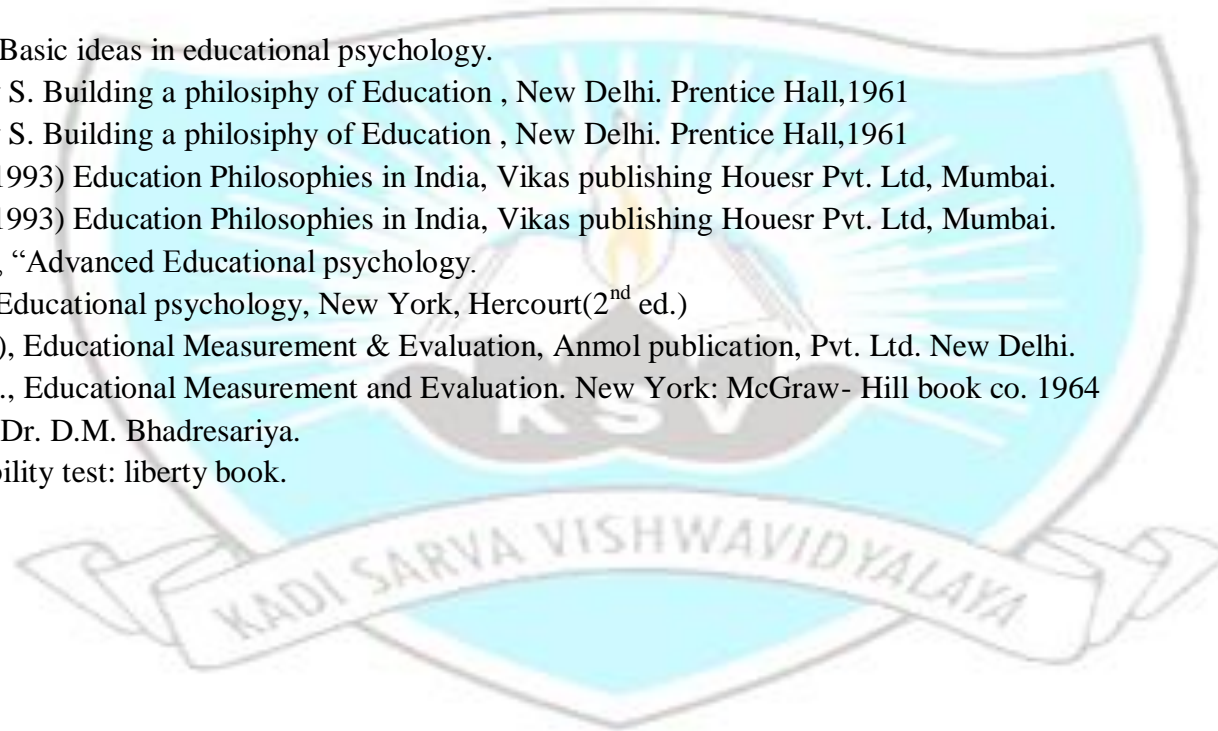 Basic ideas in educational psychology.
S. Building a philosiphy of Education , New Delhi. Prentice Hall,1961
S. Building a philosiphy of Education , New Delhi. Prentice Hall,1961
1993) Education Philosophies in India, Vikas publishing Houesr Pvt. Ltd, Mumbai.
1993) Education Philosophies in India, Vikas publishing Houesr Pvt. Ltd, Mumbai.
, “Advanced Educational psychology.
Educational psychology, New York, Hercourt(2nd ed.)
), Educational Measurement & Evaluation, Anmol publication, Pvt. Ltd. New Delhi.
., Educational Measurement and Evaluation. New York: McGraw- Hill book co. 1964
Dr. D.M. Bhadresariya.
bility test: liberty book.
KSV
KADI SARVA VISHWAVIDYALAYA